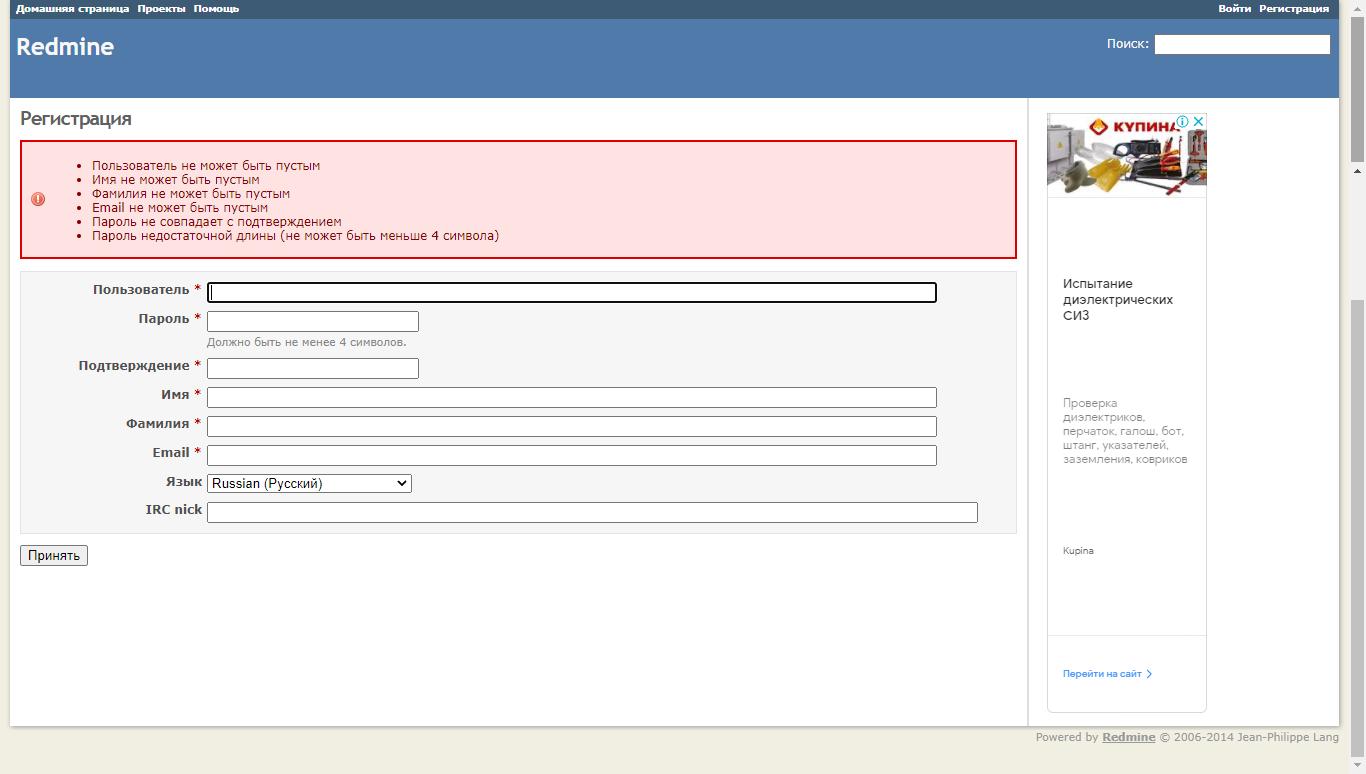 Домашняя страница Проекты Помощь
Войти Регистрация
Redmine
Поиск:
Регистрация
Пользователь не может быть пустым
Имя не может быть пустым
Фамилия не может быть пустым
Email не может быть пустым
Пароль не совпадает с подтверждением
Пароль недостаточной длины (не может быть меньше 4 символа)
Пользователь *
Пароль *
Должно быть не менее 4 символов.
Подтверждение *
Имя *
Фамилия *
Email *
Язык Russian (Русский)
IRC nick
Принять
КУПИНА
Испытание
диэлектрических
СИЗ
Проверка
диэлектриков,
перчаток, галош, бот,
штанг, указателей,
заземления, ковриков
Kupina
Перейти на сайт
Powered by Redmine © 2006-2014 Jean-Philippe Lang